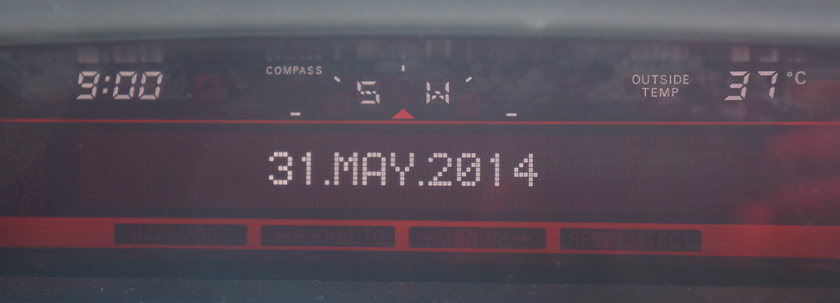 9:00
COMPASS
S W
OUTSIDE
TEMP
37°C
31.MAY.2014